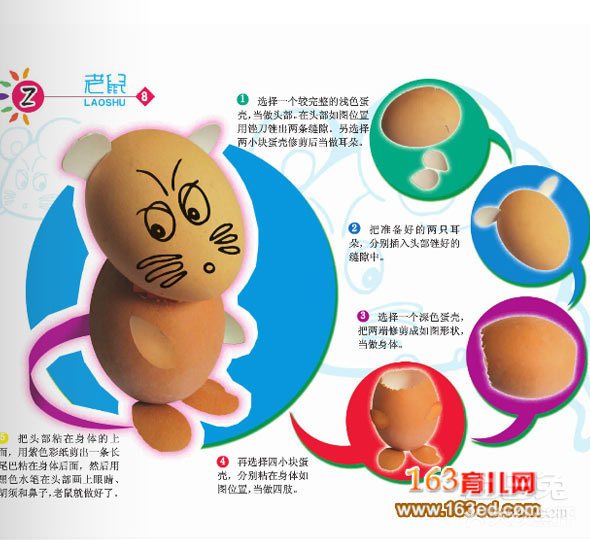 Z
老鼠
LAOSHU
8
1 选择一个较完整的浅色蛋
壳,当做头部。在头部如图位置
用锉刀锉出两条缝隙。另选择
两小块蛋壳修剪后当做耳朵。
2 把准备好的两只耳
朵,分别插入头部锉好的
缝隙中。
3 选择一个深色蛋壳,
把两端修剪成如图形状,
当做身体。
4 再选择四小块蛋
壳,分别粘在身体如
图位置,当做四肢。
5 把头部粘在身体的上
面,用紫色彩纸剪出一条长
尾巴粘在身体后面,然后用
黑色水笔在头部画上眼睛、
胡须和鼻子,老鼠就做好了。
163育儿网
www.163ed.com